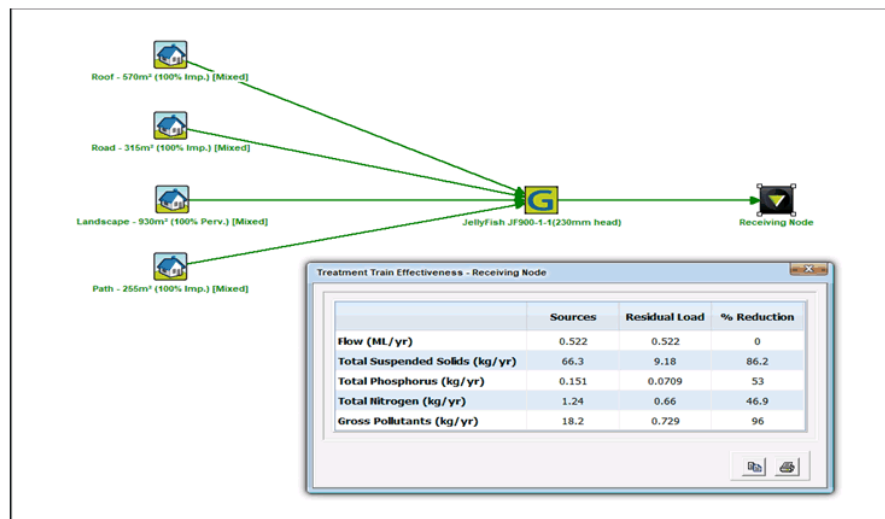 Roof - 570m² (100% Imp.) [Mixed]
Road - 315m² (100% Imp.) [Mixed]
Landscape - 930m² (100% Perv.) [Mixed]
G
JellyFish JF900-1-1(230mm head)
Receiving Node
Path - 255m² (100% Imp.) [Mixed]
Treatment Train Effectiveness - Receiving Node
Sources Residual Load % Reduction
Flow (ML/yr) 0.522 0.522 0
Total Suspended Solids (kg/yr) 66.3 9.18 86.2
Total Phosphorus (kg/yr) 0.151 0.0709 53
Total Nitrogen (kg/yr) 1.24 0.66 46.9
Gross Pollutants (kg/yr) 18.2 0.729 96